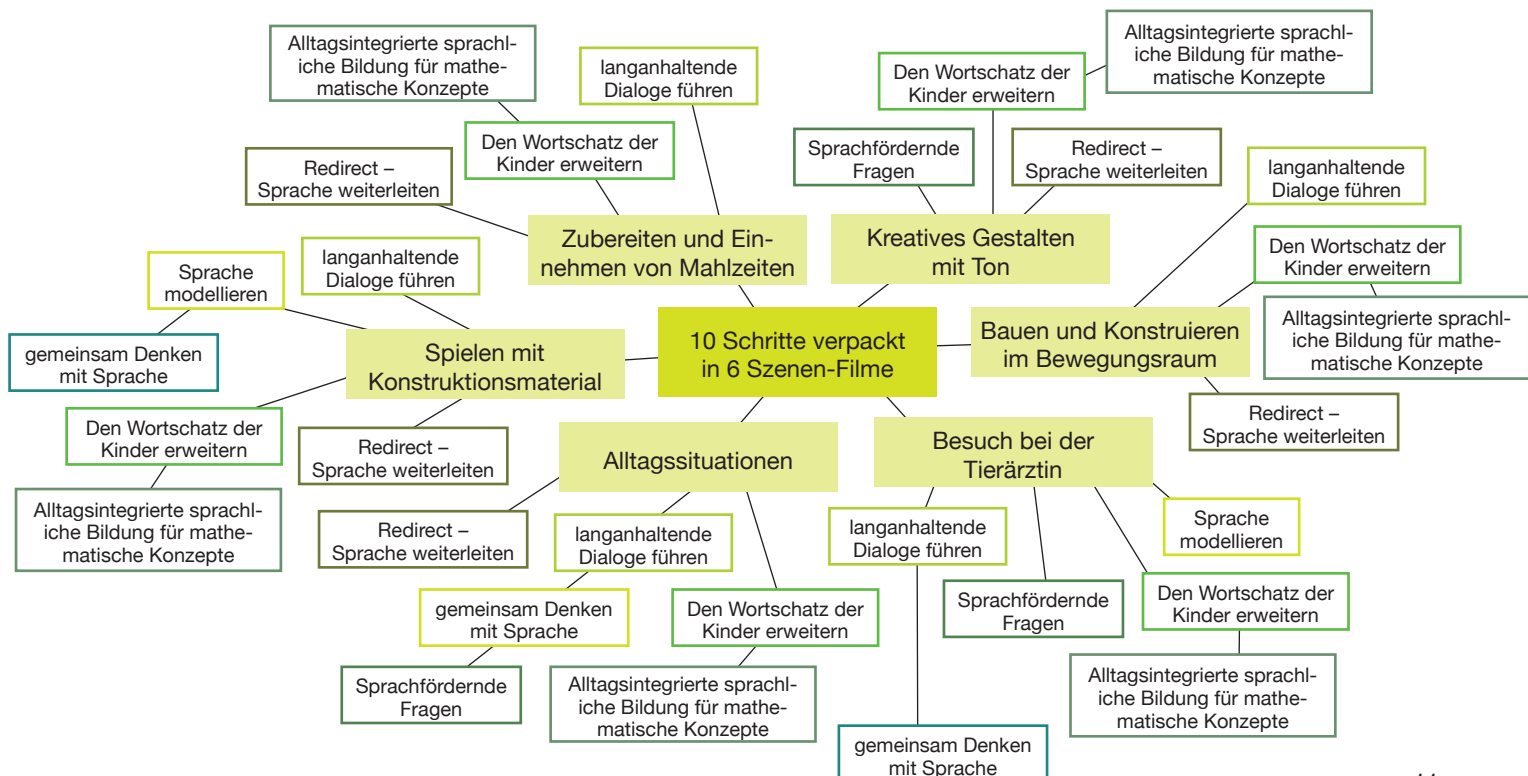 Alltagsintegrierte sprachl-
iche Bildung für mathe-
matische Konzepte
langanhaltende
Dialoge führen
Den Wortschatz der
Kinder erweitern
Redirect –
Sprache weiterleiten
Zubereiten und Ein-
nehmen von Mahlzeiten
Den Wortschatz der
Kinder erweitern
Alltagsintegrierte sprachl-
iche Bildung für mathe-
matische Konzepte
Sprachfördernde
Fragen
Redirect –
Sprache weiterleiten
Kreatives Gestalten
mit Ton
langanhaltende
Dialoge führen
Den Wortschatz der
Kinder erweitern
Alltagsintegrierte sprachl-
iche Bildung für mathe-
matische Konzepte
Bauen und Konstruieren
im Bewegungsraum
Redirect –
Sprache weiterleiten
10 Schritte verpackt
in 6 Szenen-Filme
Sprache
modellieren
langanhaltende
Dialoge führen
gemeinsam Denken
mit Sprache
Spielen mit
Konstruktionsmaterial
Den Wortschatz der
Kinder erweitern
Redirect –
Sprache weiterleiten
Alltagsintegrierte sprachl-
iche Bildung für mathe-
matische Konzepte
Alltagssituationen
Redirect –
Sprache weiterleiten
langanhaltende
Dialoge führen
gemeinsam Denken
mit Sprache
Sprachfördernde
Fragen
Den Wortschatz der
Kinder erweitern
Alltagsintegrierte sprachl-
iche Bildung für mathe-
matische Konzepte
Besuch bei der
Tierärztin
langanhaltende
Dialoge führen
Sprache
modellieren
Sprachfördernde
Fragen
Den Wortschatz der
Kinder erweitern
Alltagsintegrierte sprachl-
iche Bildung für mathe-
matische Konzepte
gemeinsam Denken
mit Sprache